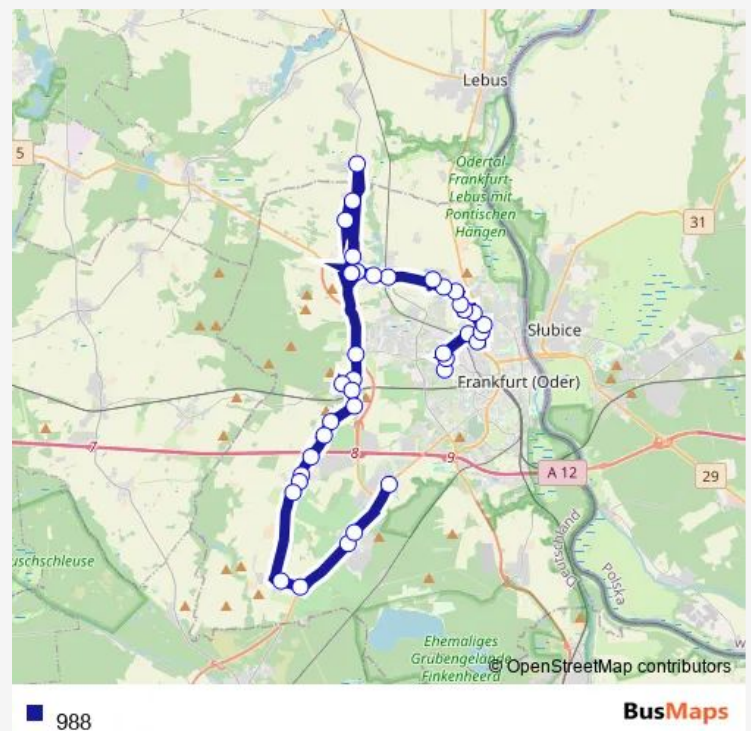 Lebus
5
Odertal
Frankfurt-
Lebus mit
Pontischen
Hängen
31
Słubice
Frankfurt (Oder)
7
8
9
A 12
29
uschschleuse
Deutschland
Polska
Ehemaliges
Grubengelände
Finkenheerd
© OpenStreetMap contributors
988
BusMaps